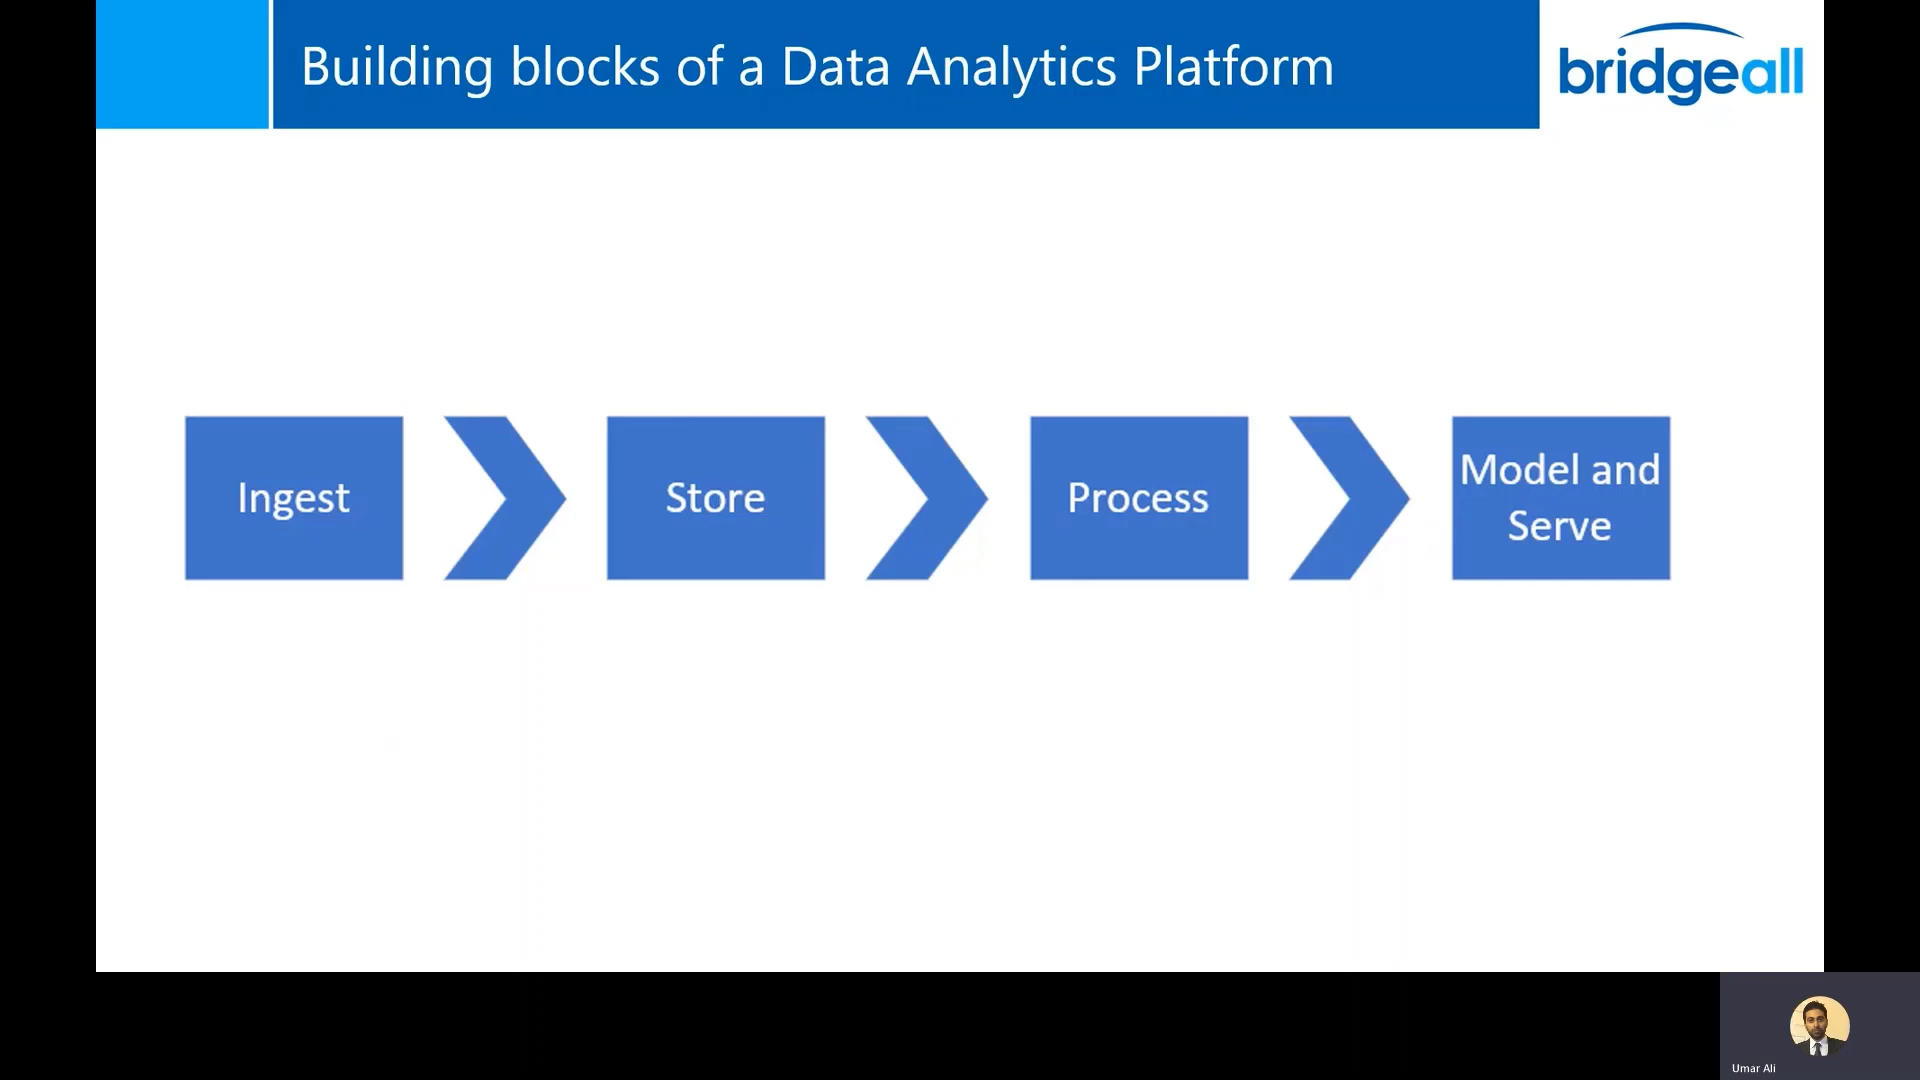 Building blocks of a Data Analytics Platform
bridgeall
Ingest
Store
Process
Model and
Serve
Umar Ali